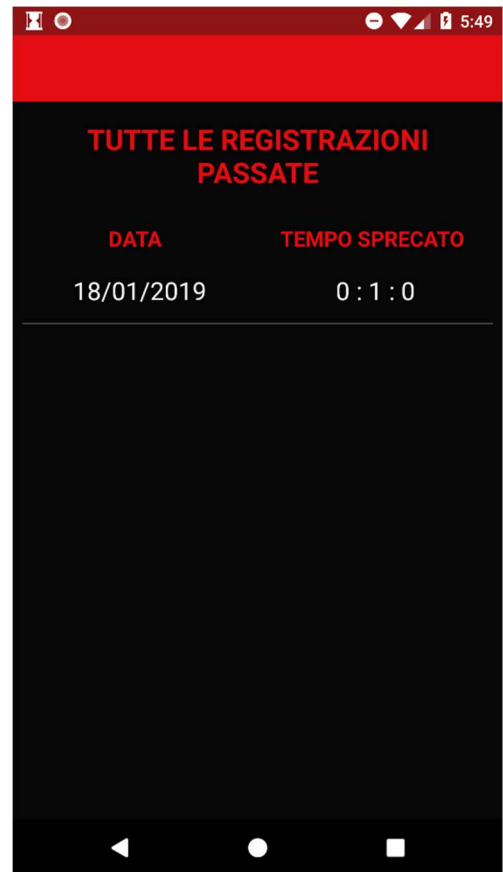 5:49
TUTTE LE REGISTRAZIONI
PASSATE
DATA TEMPO SPRECATO
18/01/2019 0 : 1 : 0